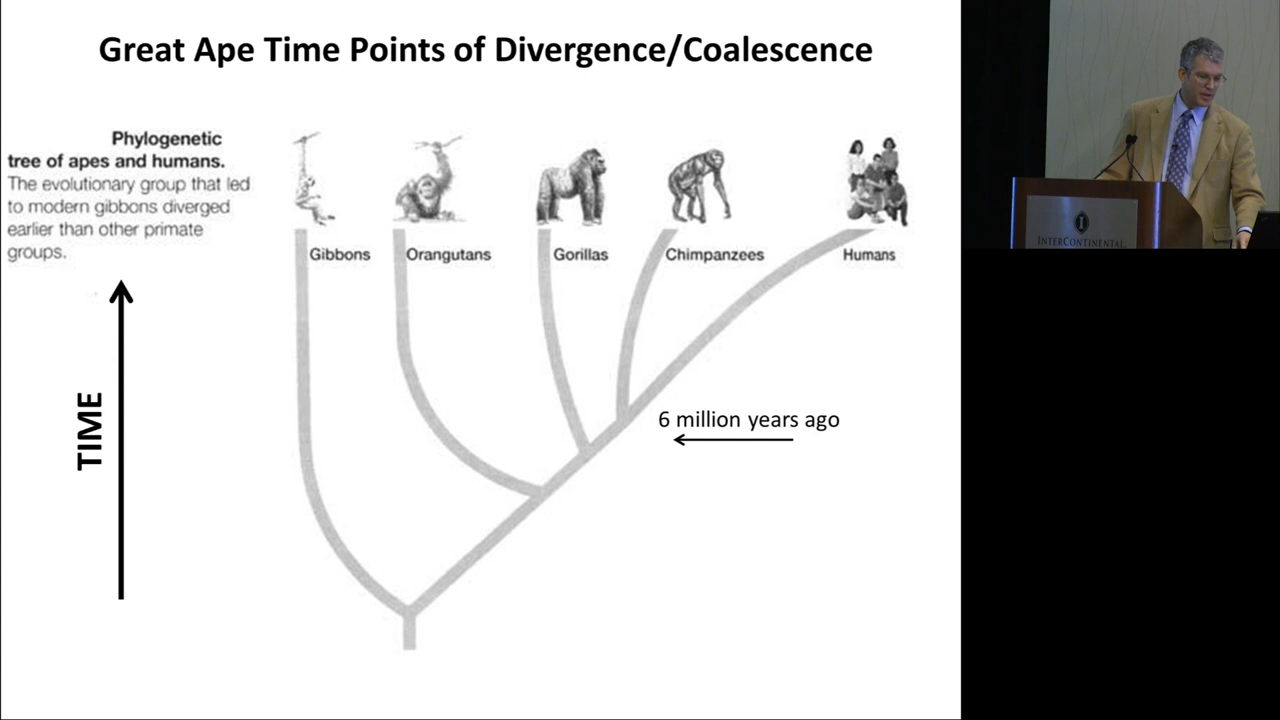 Great Ape Time Points of Divergence/Coalescence
Phylogenetic
tree of apes and humans.
The evolutionary group that led
to modern gibbons diverged
earlier than other primate
groups.
Gibbons
Orangutans
Gorillas
Chimpanzees
Humans
TIME
6 million years ago
I
INTERCONTINENTAL